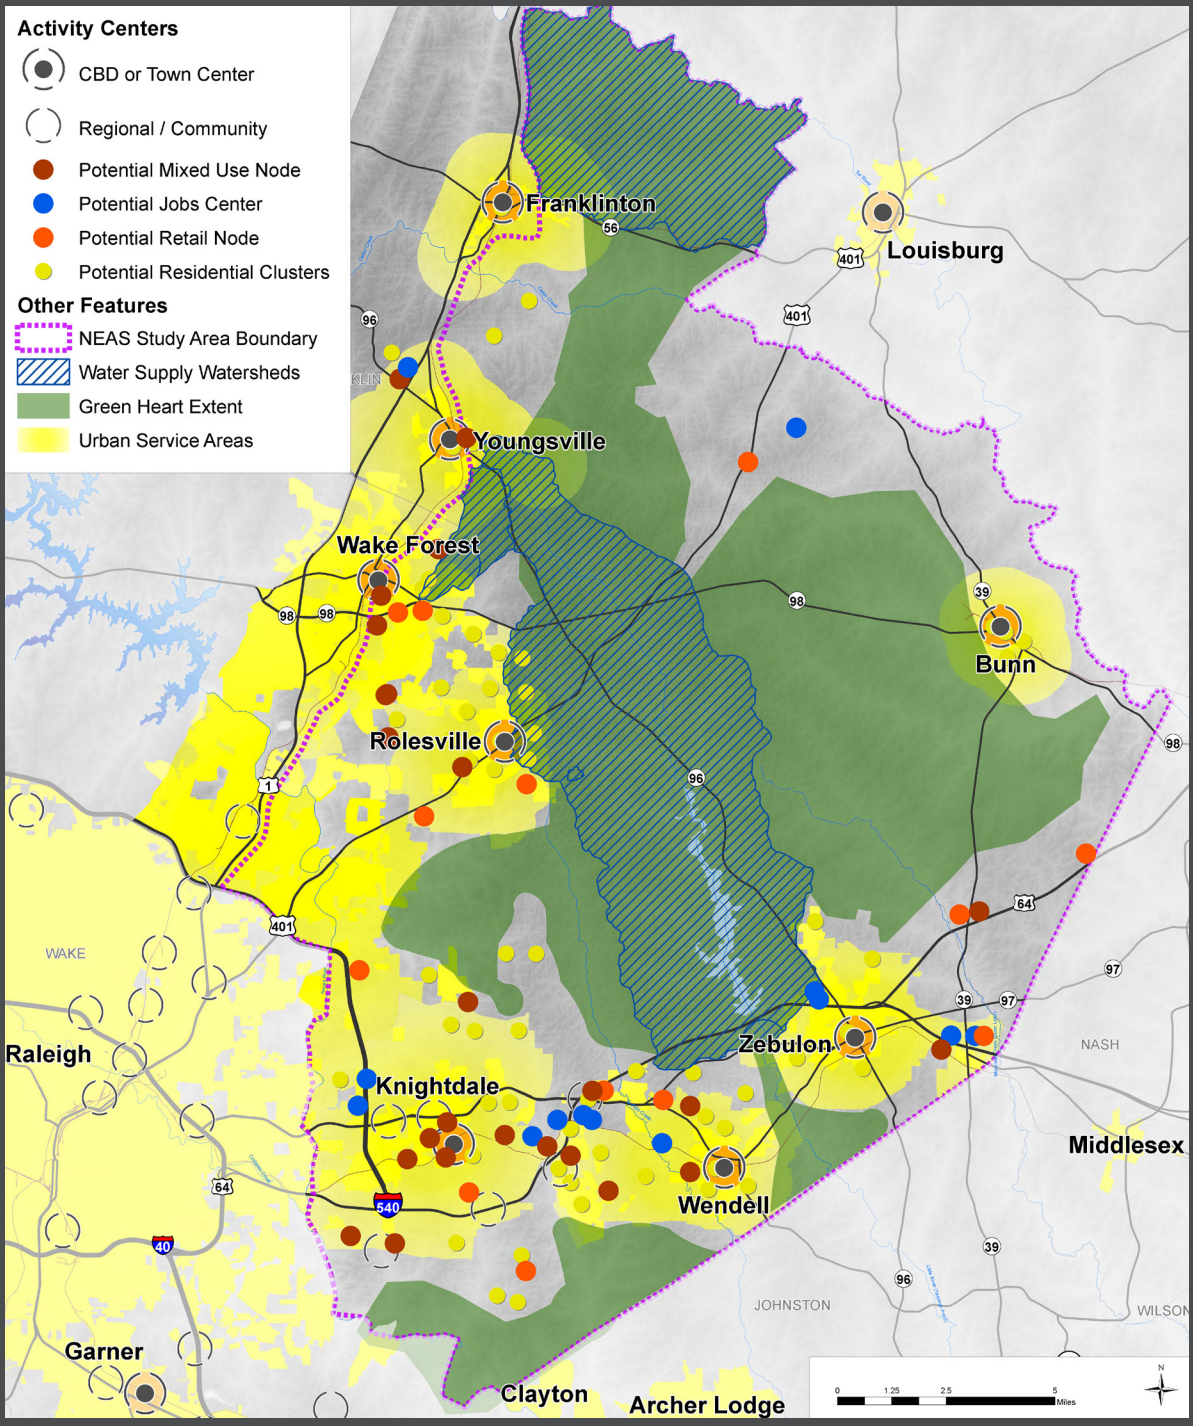 Activity Centers
CBD or Town Center
Regional / Community
Potential Mixed Use Node
Potential Jobs Center
Potential Retail Node
Potential Residential Clusters
Other Features
NEAS Study Area Boundary
Water Supply Watersheds
Green Heart Extent
Urban Service Areas
Tar River
Franklinton
56
Louisburg
401
401
96
KLIN
Youngsville
Wake Forest
98
98
98
39
Bunn
Rolesville
98
1
96
401
64
WAKE
97
39
97
Raleigh
Zebulon
NASH
Knightdale
Middlesex
64
540
Wendell
40
39
96
JOHNSTON
WILSON
Garner
Clayton
Archer Lodge
N
0 1.25 2.5 5
Miles